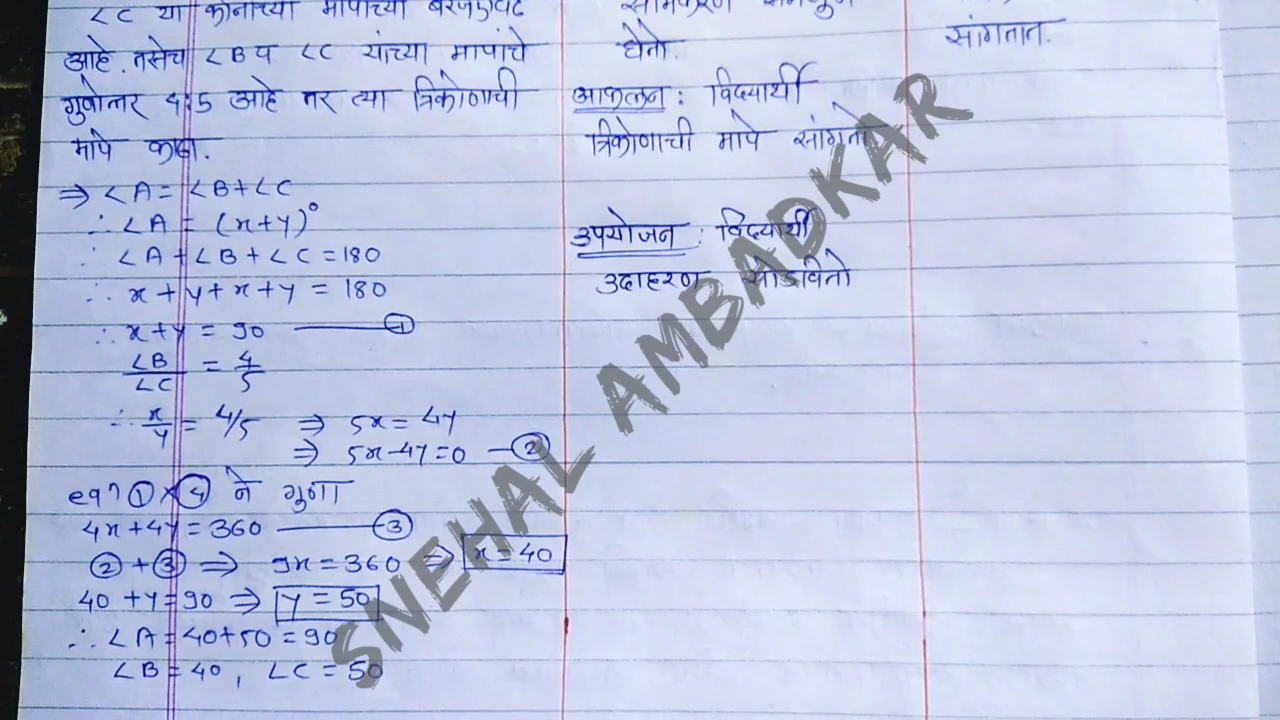 ∠C या कोनांच्या मापांच्या
आहे. तसेच ∠B व ∠C यांच्या मापांचे
गुणोत्तर 4:5 आहे तर त्या त्रिकोणाची
मापे काढा.
⇒ ∠A = ∠B+∠C
∴ ∠A = (x+y)°
∴ ∠A+∠B+∠C = 180
∴ x+y+x+y = 180
∴ x+y = 90 — ①
∠B/∠C = 4/5
∴ x/y = 4/5 ⇒ 5x = 4y
⇒ 5x-4y=0 — ②
eqn ① × ④ ने गुणा
4x+4y = 360 — ③
② + ③ ⇒ 9x = 360 ⇒ x = 40
40 + y = 90 ⇒ y = 50
∴ ∠A = 40+50 = 90
∠B = 40, ∠C = 50
घेतो.
आकलन : विद्यार्थी
त्रिकोणाची मापे सांगतो
उपयोजन : विद्यार्थी
उदाहरण सोडवितो
सांगतात.
SNEHAL AMBADKAR